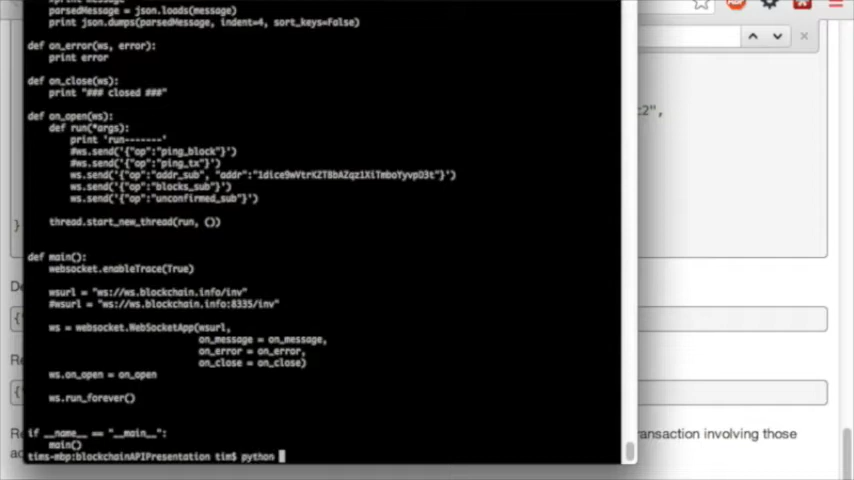 parsedMessage = json.loads(message)
print json.dumps(parsedMessage, indent=4, sort_keys=False)
def on_error(ws, error):
print error
def on_close(ws):
print "### closed ###"
def on_open(ws):
def run(*args):
print 'run-------'
#ws.send('{"op":"ping_block"}')
#ws.send('{"op":"ping_tx"}')
ws.send('{"op":"addr_sub", "addr":"1dice9wVtrKZTBbAZqz1XiTmboYyvpD3t"}')
ws.send('{"op":"blocks_sub"}')
ws.send('{"op":"unconfirmed_sub"}')
thread.start_new_thread(run, ())
def main():
websocket.enableTrace(True)
wsurl = "ws://ws.blockchain.info/inv"
#wsurl = "ws://ws.blockchain.info:8335/inv"
ws = websocket.WebSocketApp(wsurl,
on_message = on_message,
on_error = on_error,
on_close = on_close)
ws.on_open = on_open
ws.run_forever()
if __name__ == "__main__":
main()
tims-mbp:blockchainAPIPresentation tim$ python
2",
}
De
{"
Re
{"
Re
ransaction involving those
ac